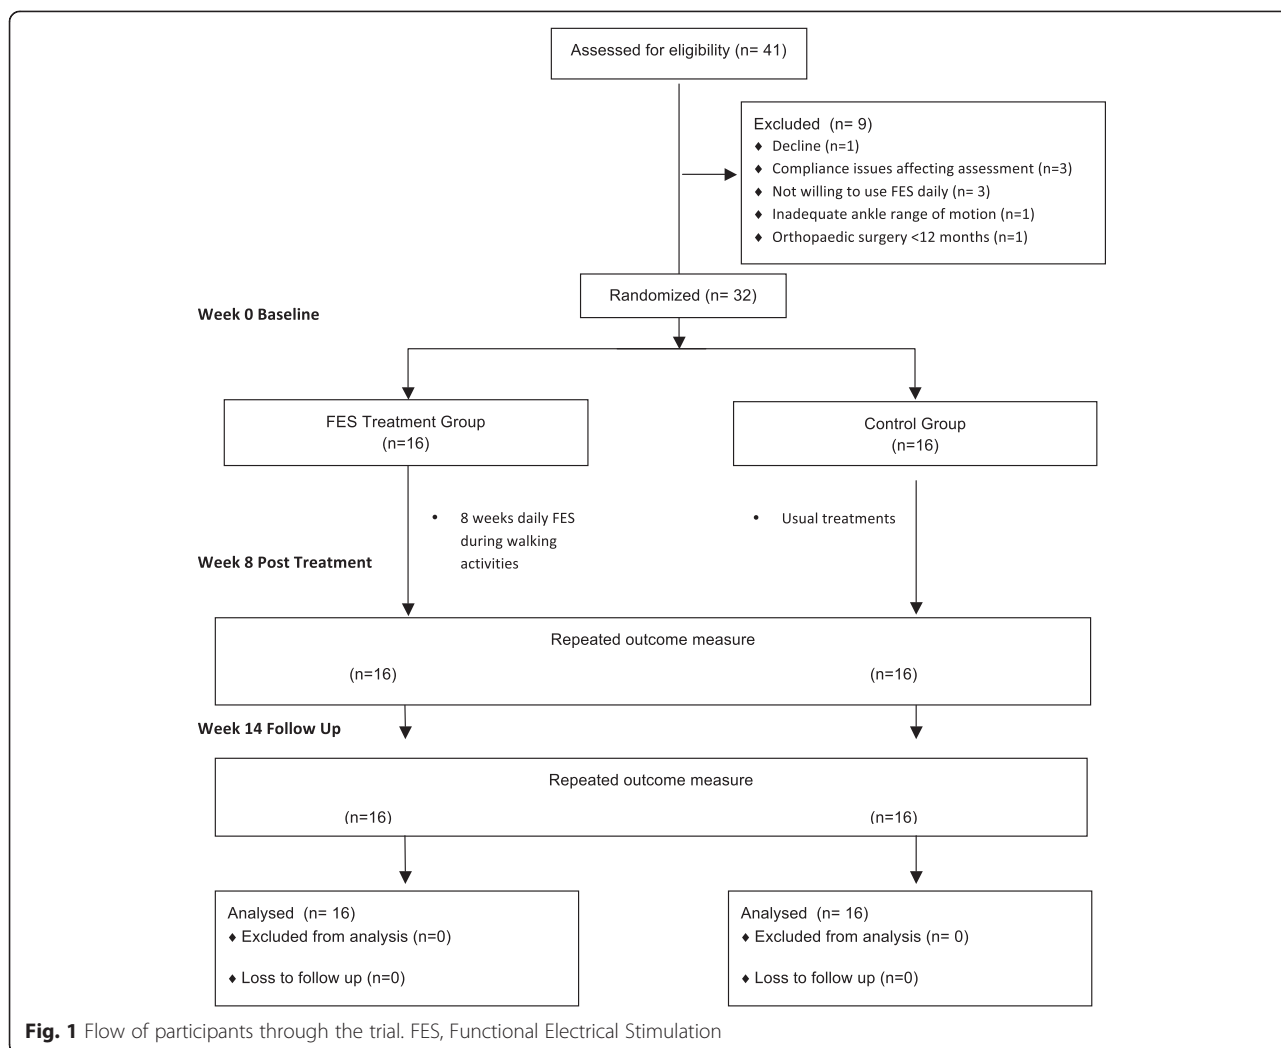 Assessed for eligibility (n= 41)
Excluded (n= 9)
♦ Decline (n=1)
♦ Compliance issues affecting assessment (n=3)
♦ Not willing to use FES daily (n= 3)
♦ Inadequate ankle range of motion (n=1)
♦ Orthopaedic surgery <12 months (n=1)
Randomized (n= 32)
Week 0 Baseline
FES Treatment Group
(n=16)
Control Group
(n=16)
• 8 weeks daily FES
during walking
activities
• Usual treatments
Week 8 Post Treatment
Repeated outcome measure
(n=16) (n=16)
Week 14 Follow Up
Repeated outcome measure
(n=16) (n=16)
Analysed (n= 16)
♦ Excluded from analysis (n=0)
♦ Loss to follow up (n=0)
Analysed (n= 16)
♦ Excluded from analysis (n= 0)
♦ Loss to follow up (n=0)
Fig. 1 Flow of participants through the trial. FES, Functional Electrical Stimulation